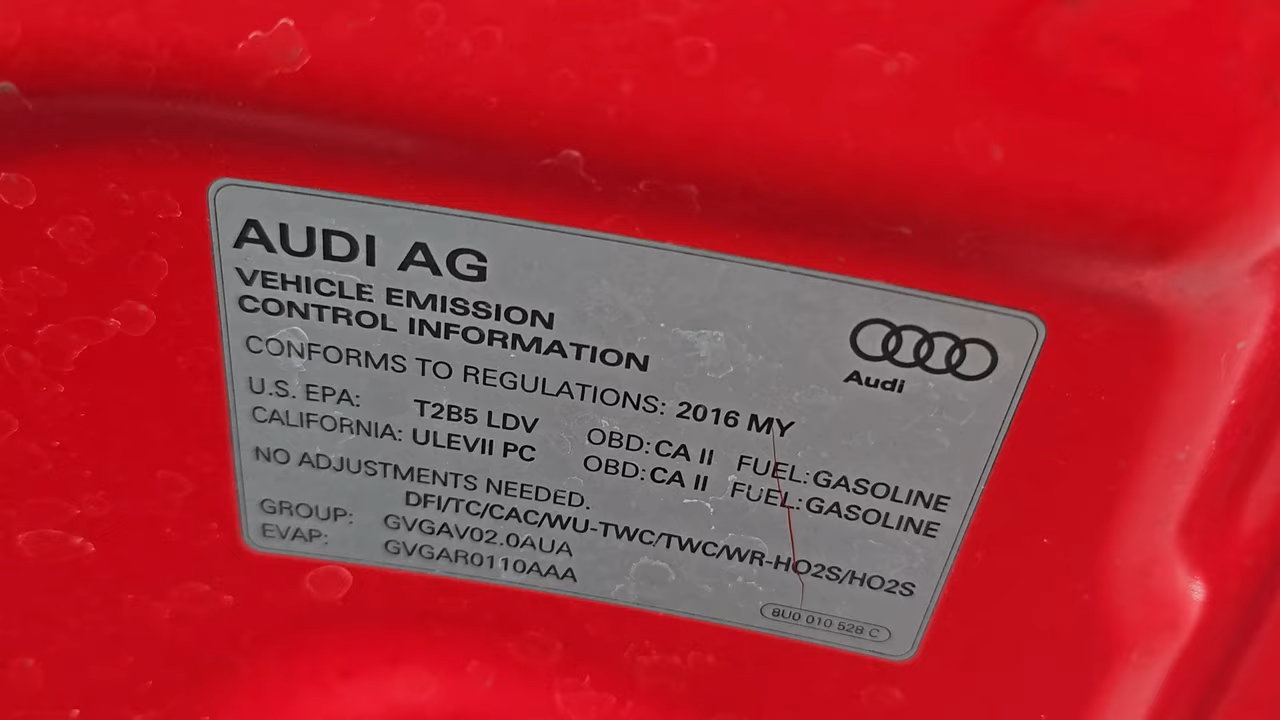 AUDI AG
VEHICLE EMISSION
CONTROL INFORMATION
Audi
CONFORMS TO REGULATIONS: 2016 MY
U.S. EPA: T2B5 LDV OBD: CA II FUEL: GASOLINE
CALIFORNIA: ULEVII PC OBD: CA II FUEL: GASOLINE
NO ADJUSTMENTS NEEDED.
DFI/TC/CAC/WU-TWC/TWC/WR-HO2S/HO2S
GROUP: GVGAV02.0AUA
EVAP: GVGAR0110AAA
8U0 010 528 C